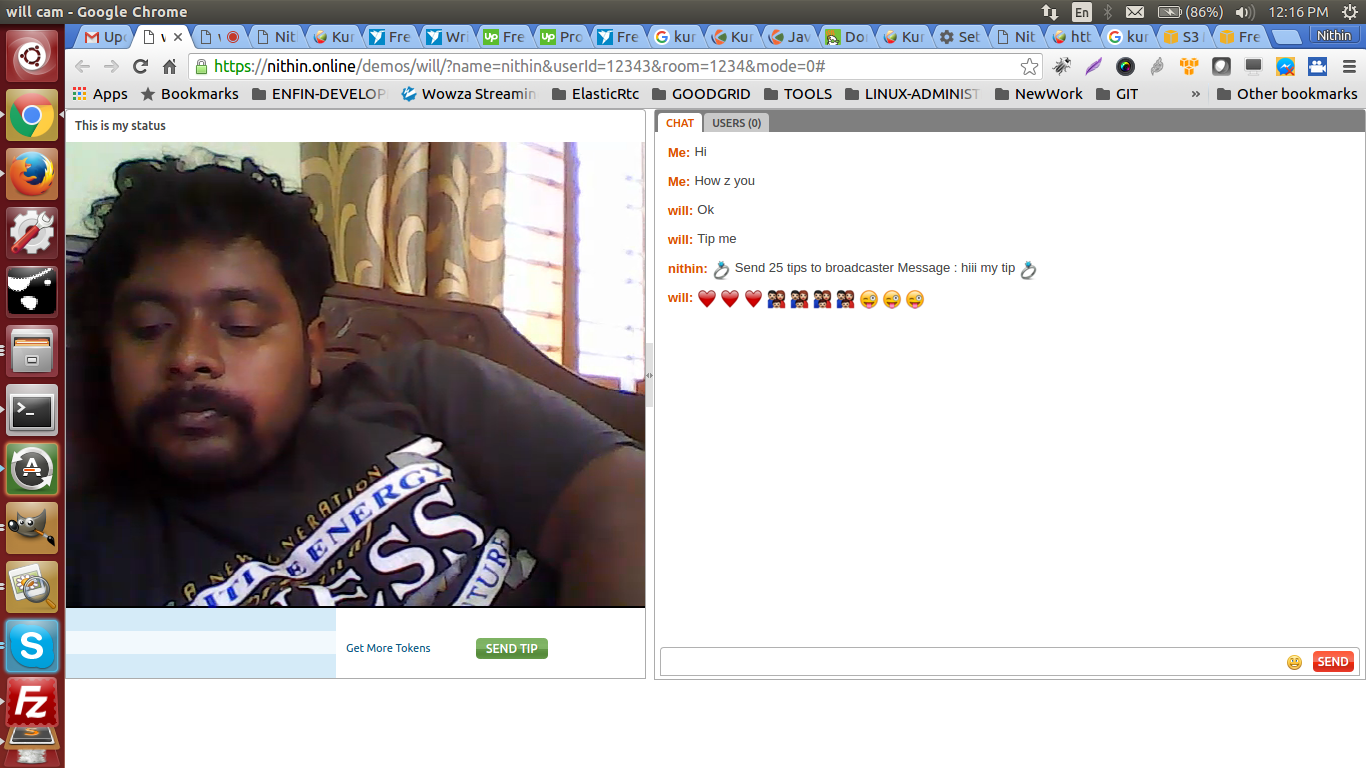 will cam - Google Chrome
En
(86%)
12:16 PM
Upc
Nit
Kur
Fre
Wri
Fre
Pro
Fre
kur
Kur
Jav
Do
Kur
Set
Nit
htt
kur
S3 I
Fre
Nithin
https://nithin.online/demos/will/?name=nithin&userId=12343&room=1234&mode=0#
Apps
Bookmarks
ENFIN-DEVELOP
Wowza Streamin
ElasticRtc
GOODGRID
TOOLS
LINUX-ADMINIST
NewWork
GIT
»
Other bookmarks
This is my status
A NEW GENERATION
ENERGY
ESS
TURE
Get More Tokens
SEND TIP
CHAT
USERS (0)
Me: Hi
Me: How z you
will: Ok
will: Tip me
nithin: Send 25 tips to broadcaster Message : hiii my tip
will:
SEND